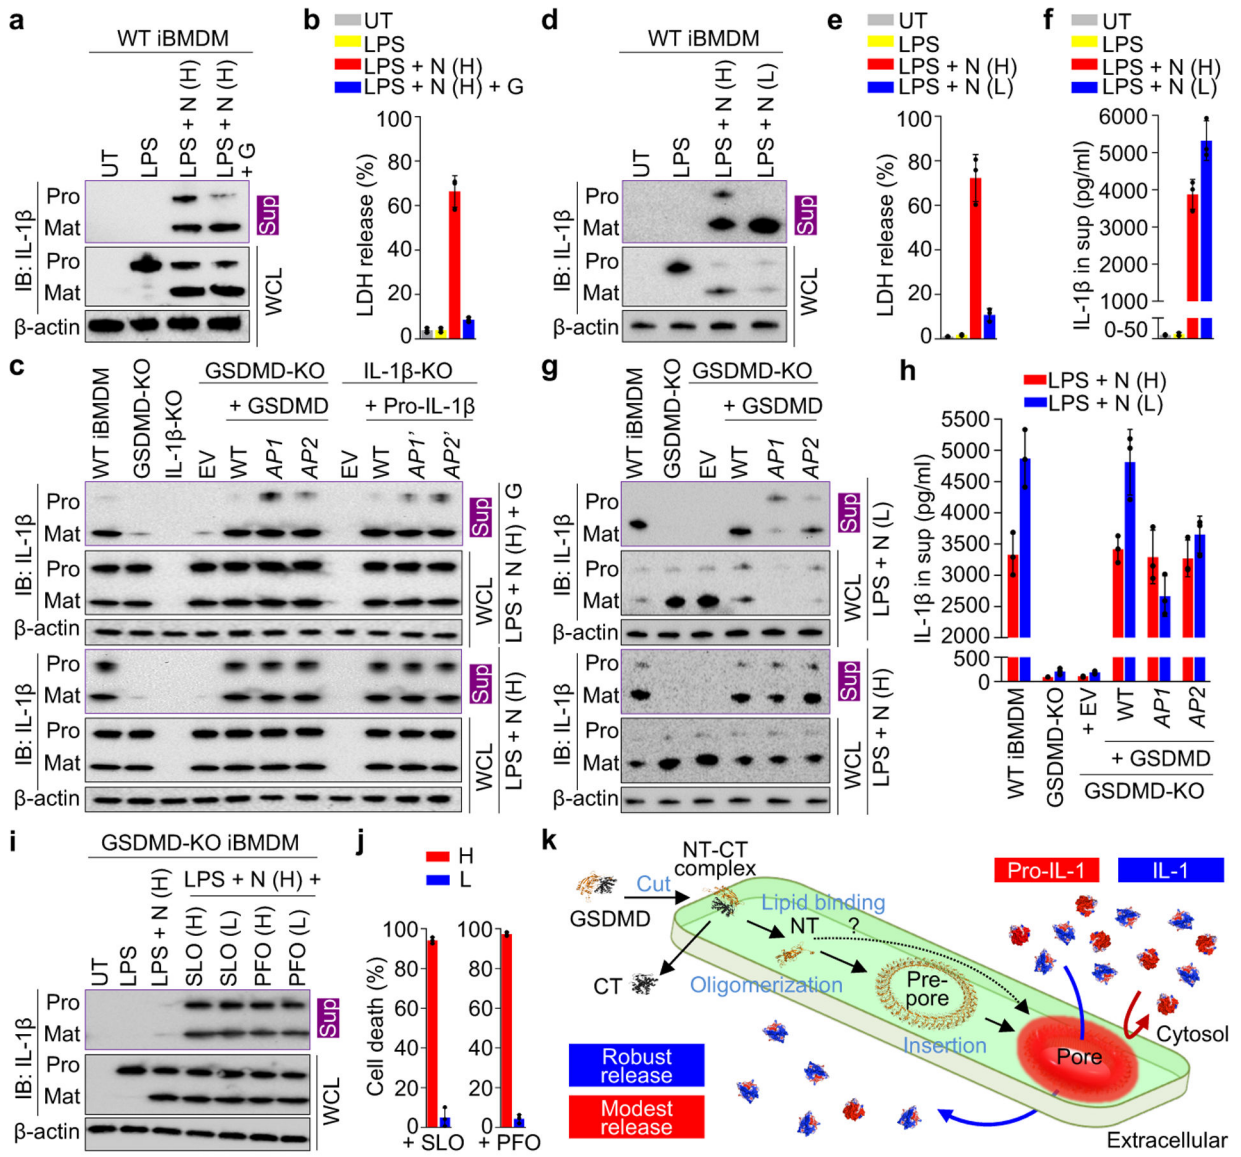 a
WT iBMDM
UT
LPS
LPS + N (H)
LPS + N (H)
+ G
IB: IL-1β
Pro
Mat
Sup
Pro
Mat
WCL
β-actin
b
UT
LPS
LPS + N (H)
LPS + N (H) + G
LDH release (%)
100
80
60
40
20
0
d
WT iBMDM
UT
LPS
LPS + N (H)
LPS + N (L)
IB: IL-1β
Pro
Mat
Sup
Pro
Mat
WCL
β-actin
e
UT
LPS
LPS + N (H)
LPS + N (L)
LDH release (%)
100
80
60
40
20
0
f
UT
LPS
LPS + N (H)
LPS + N (L)
IL-1β in sup (pg/ml)
6000
5000
4000
3000
2000
1000
0-50
c
WT iBMDM
GSDMD-KO
IL-1β-KO
GSDMD-KO
+ GSDMD
EV
WT
AP1
AP2
IL-1β-KO
+ Pro-IL-1β
EV
WT
AP1’
AP2’
IB: IL-1β
Pro
Mat
Sup
Pro
Mat
WCL
β-actin
LPS + N (H) + G
IB: IL-1β
Pro
Mat
Sup
Pro
Mat
WCL
β-actin
LPS + N (H)
g
WT iBMDM
GSDMD-KO
GSDMD-KO
+ GSDMD
EV
WT
AP1
AP2
IB: IL-1β
Pro
Mat
Sup
Pro
Mat
WCL
β-actin
LPS + N (L)
IB: IL-1β
Pro
Mat
Sup
Pro
Mat
WCL
β-actin
LPS + N (H)
h
LPS + N (H)
LPS + N (L)
IL-1β in sup (pg/ml)
5500
5000
4500
4000
3500
3000
2500
2000
500
0
WT iBMDM
GSDMD-KO
+ EV
WT
AP1
AP2
+ GSDMD
GSDMD-KO
i
GSDMD-KO iBMDM
LPS + N (H) +
UT
LPS
LPS + N (H)
SLO (H)
SLO (L)
PFO (H)
PFO (L)
IB: IL-1β
Pro
Mat
Sup
Pro
Mat
WCL
β-actin
j
H
L
Cell death (%)
100
80
60
40
20
0
+ SLO
100
80
60
40
20
0
+ PFO
k
NT-CT
complex
Cut
GSDMD
Lipid binding
NT
?
CT
Oligomerization
Pre-
pore
Insertion
Pore
Pro-IL-1
IL-1
Cytosol
Robust
release
Modest
release
Extracellular